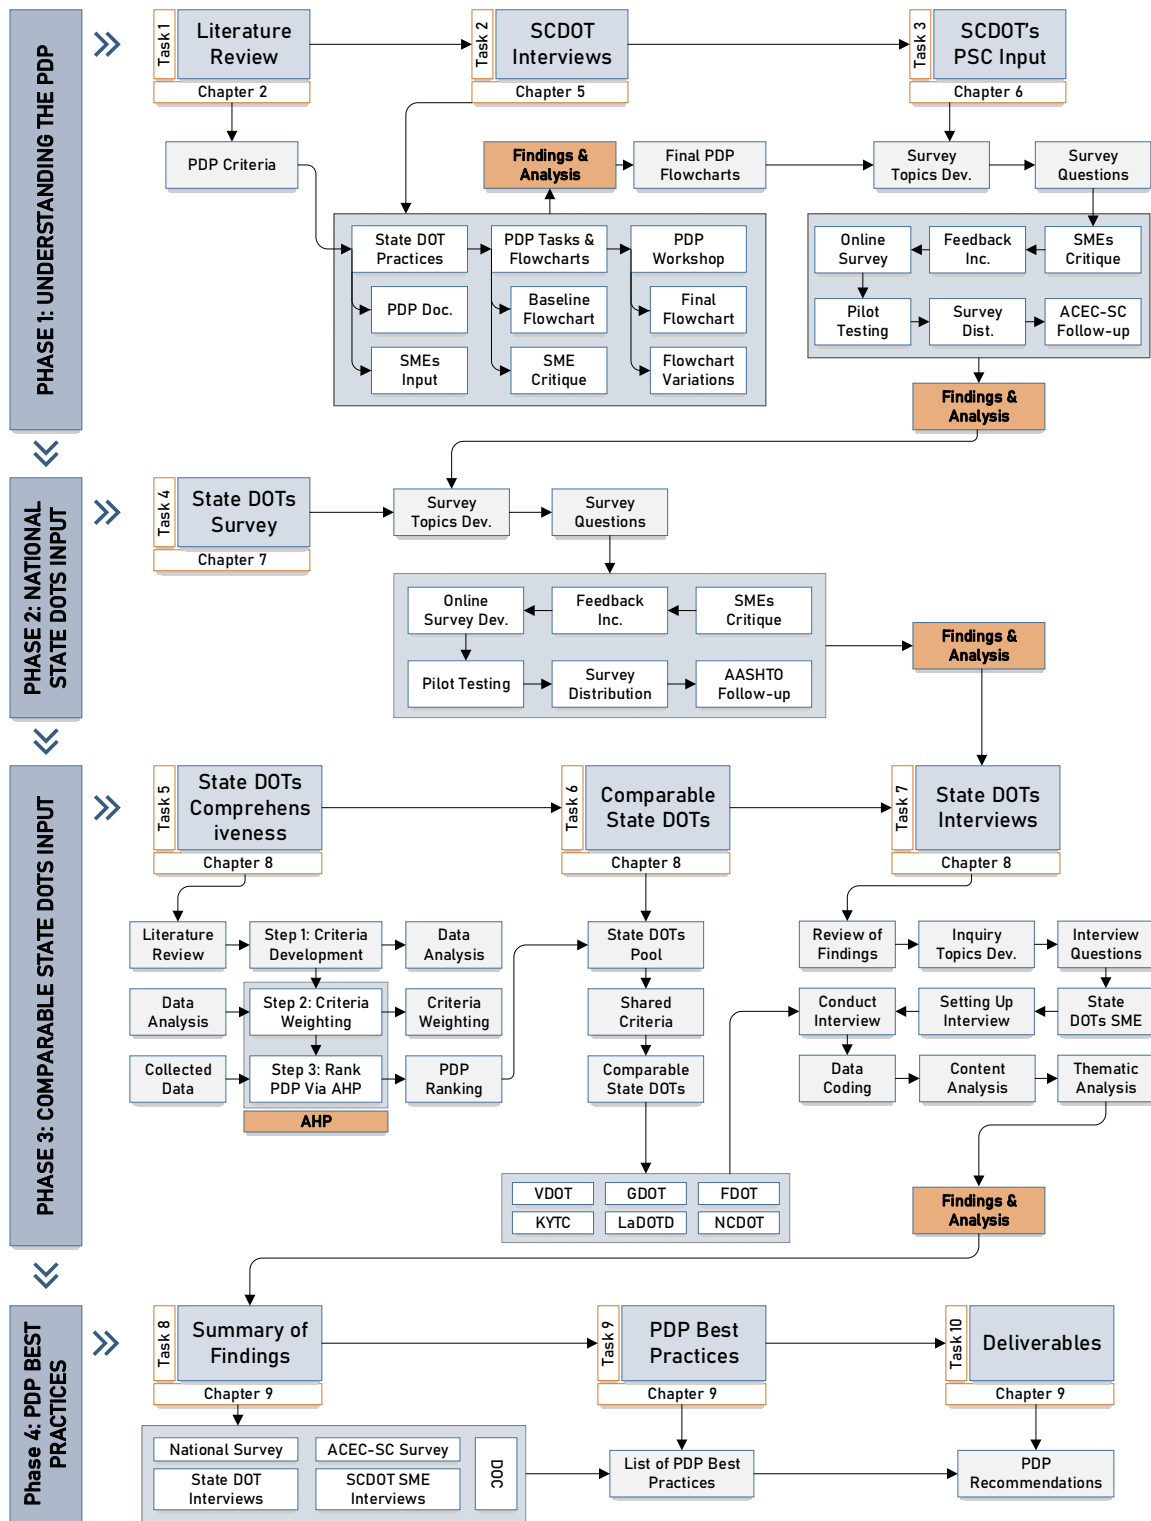 PHASE 1: UNDERSTANDING THE PDP
Task 1
Literature
Review
Chapter 2
Task 2
SCDOT
Interviews
Chapter 5
Task 3
SCDOT's
PSC Input
Chapter 6
PDP Criteria
Findings &
Analysis
Final PDP
Flowcharts
Survey
Topics Dev.
Survey
Questions
State DOT
Practices
PDP Tasks &
Flowcharts
PDP
Workshop
PDP Doc.
Baseline
Flowchart
Final
Flowchart
SMEs
Input
SME
Critique
Flowchart
Variations
Online
Survey
Feedback
Inc.
SMEs
Critique
Pilot
Testing
Survey
Dist.
ACEC-SC
Follow-up
Findings &
Analysis
PHASE 2: NATIONAL
STATE DOTS INPUT
Task 4
State DOTs
Survey
Chapter 7
Survey
Topics Dev.
Survey
Questions
Online
Survey Dev.
Feedback
Inc.
SMEs
Critique
Pilot Testing
Survey
Distribution
AASHTO
Follow-up
Findings &
Analysis
PHASE 3: COMPARABLE STATE DOTS INPUT
Task 5
State DOTs
Comprehens
iveness
Chapter 8
Task 6
Comparable
State DOTs
Chapter 8
Task 7
State DOTs
Interviews
Chapter 8
Literature
Review
Step 1: Criteria
Development
Data
Analysis
Data
Analysis
Step 2: Criteria
Weighting
Criteria
Weighting
Collected
Data
Step 3: Rank
PDP Via AHP
PDP
Ranking
AHP
State DOTs
Pool
Shared
Criteria
Comparable
State DOTs
VDOT
GDOT
FDOT
KYTC
LaDOTD
NCDOT
Review of
Findings
Inquiry
Topics Dev.
Interview
Questions
Conduct
Interview
Setting Up
Interview
State
DOTs SME
Data
Coding
Content
Analysis
Thematic
Analysis
Findings &
Analysis
Phase 4: PDP BEST
PRACTICES
Task 8
Summary of
Findings
Chapter 9
Task 9
PDP Best
Practices
Chapter 9
Task 10
Deliverables
Chapter 9
National Survey
ACEC-SC Survey
State DOT
Interviews
SCDOT SME
Interviews
DOC
List of PDP Best
Practices
PDP
Recommendations